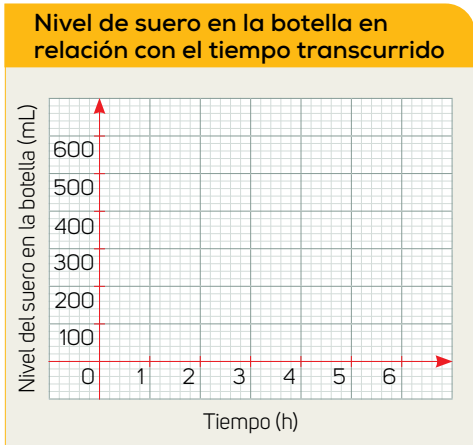 Nivel de suero en la botella en
relación con el tiempo transcurrido
Nivel del suero en la botella (mL)
600
500
400
300
200
100
0 1 2 3 4 5 6
Tiempo (h)